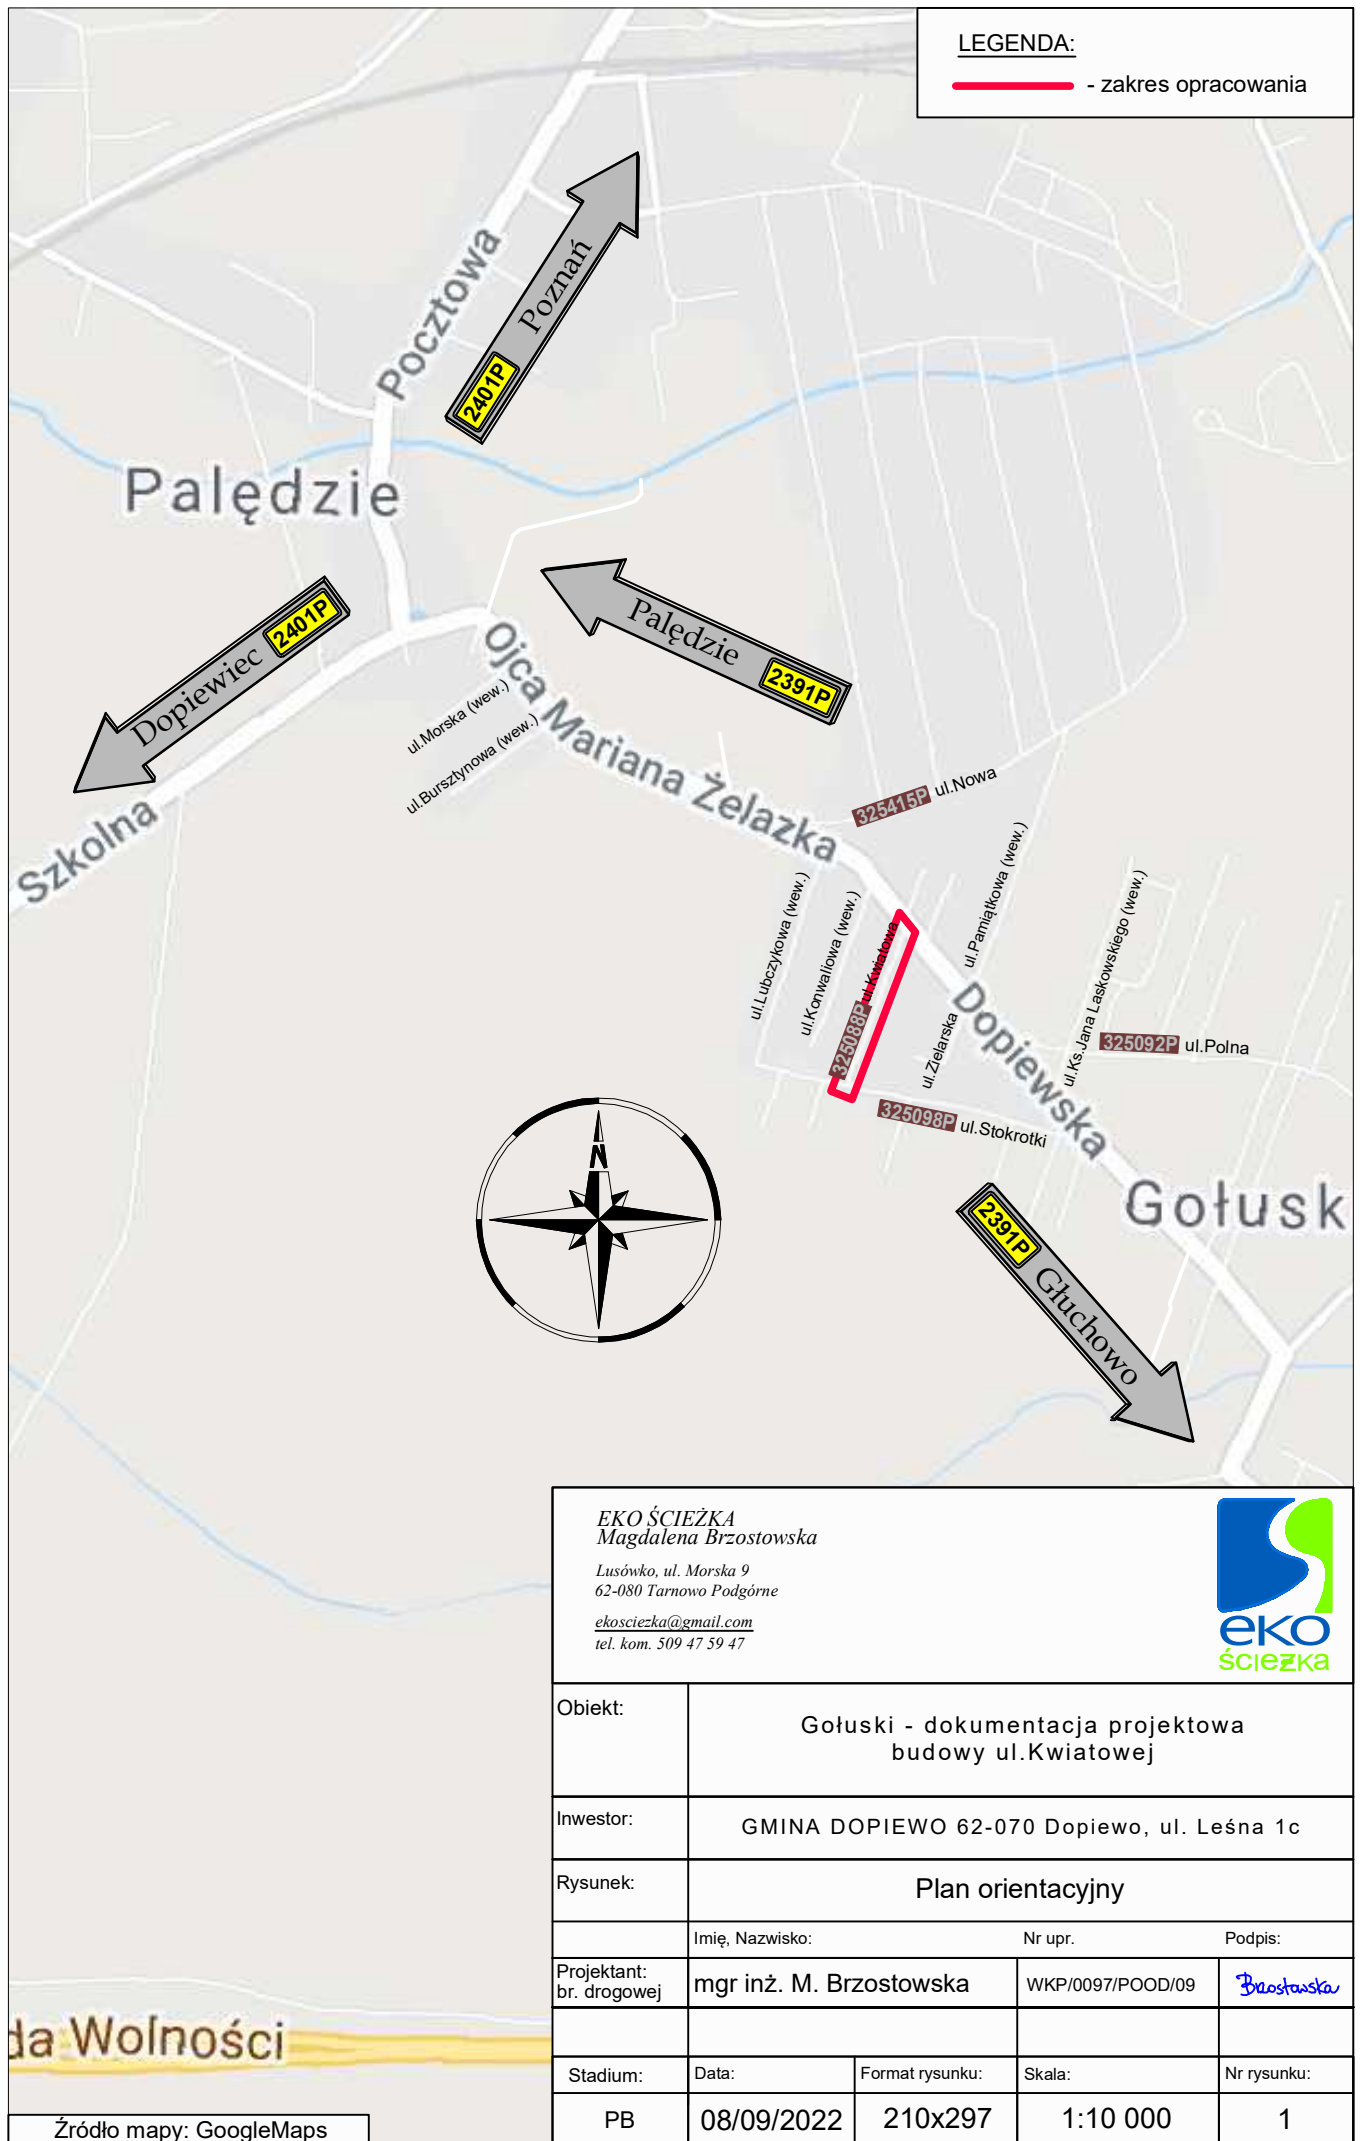 LEGENDA:
- zakres opracowania
Poznań
2401P
Pocztowa
Palędzie
2401P
Dopiewiec
Palędzie
2391P
Ojca Mariana Żelazka
ul.Morska (wew.)
ul.Bursztynowa (wew.)
Szkolna
325415P ul.Nowa
ul.Lubczykowa (wew.)
ul.Konwaliowa (wew.)
325088P ul.Kwiatowa
ul.Pamiątkowa (wew.)
ul.Zielarska
ul.Ks.Jana Laskowskiego (wew.)
Dopiewska
325092P ul.Polna
325098P ul.Stokrotki
N
Gołusk
2391P
Głuchowo
EKO ŚCIEŻKA
Magdalena Brzostowska
Lusówko, ul. Morska 9
62-080 Tarnowo Podgórne
ekosciezka@gmail.com
tel. kom. 509 47 59 47
eko
ścieżka
Obiekt:
Gołuski - dokumentacja projektowa
budowy ul.Kwiatowej
Inwestor:
GMINA DOPIEWO 62-070 Dopiewo, ul. Leśna 1c
Rysunek:
Plan orientacyjny
Imię, Nazwisko: Nr upr. Podpis:
Projektant:
br. drogowej
mgr inż. M. Brzostowska WKP/0097/POOD/09 Brzostowska
da Wolności
Stadium: Data: Format rysunku: Skala: Nr rysunku:
PB 08/09/2022 210x297 1:10 000 1
Źródło mapy: GoogleMaps